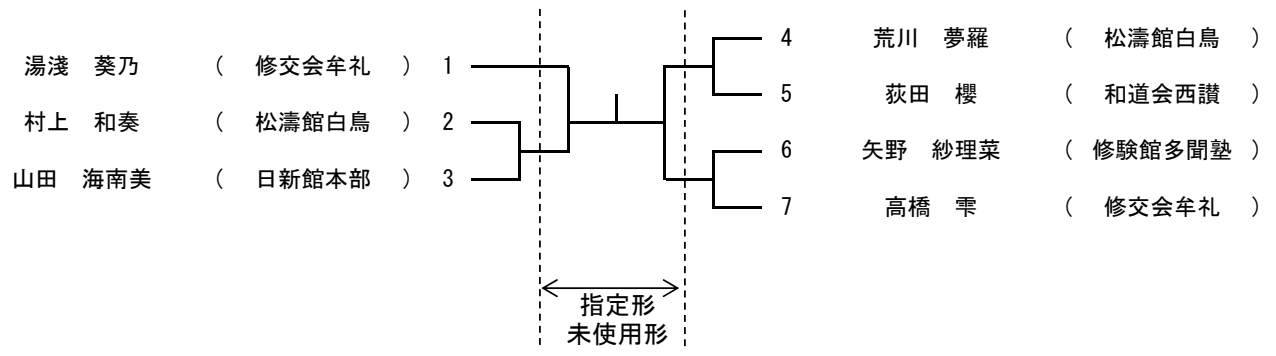 湯淺 葵乃 ( 修交会牟礼 ) 1
村上 和奏 ( 松濤館白鳥 ) 2
山田 海南美 ( 日新館本部 ) 3
4 荒川 夢羅 ( 松濤館白鳥 )
5 荻田 櫻 ( 和道会西讃 )
6 矢野 紗理菜 ( 修験館多聞塾 )
7 高橋 雫 ( 修交会牟礼 )
指定形
未使用形